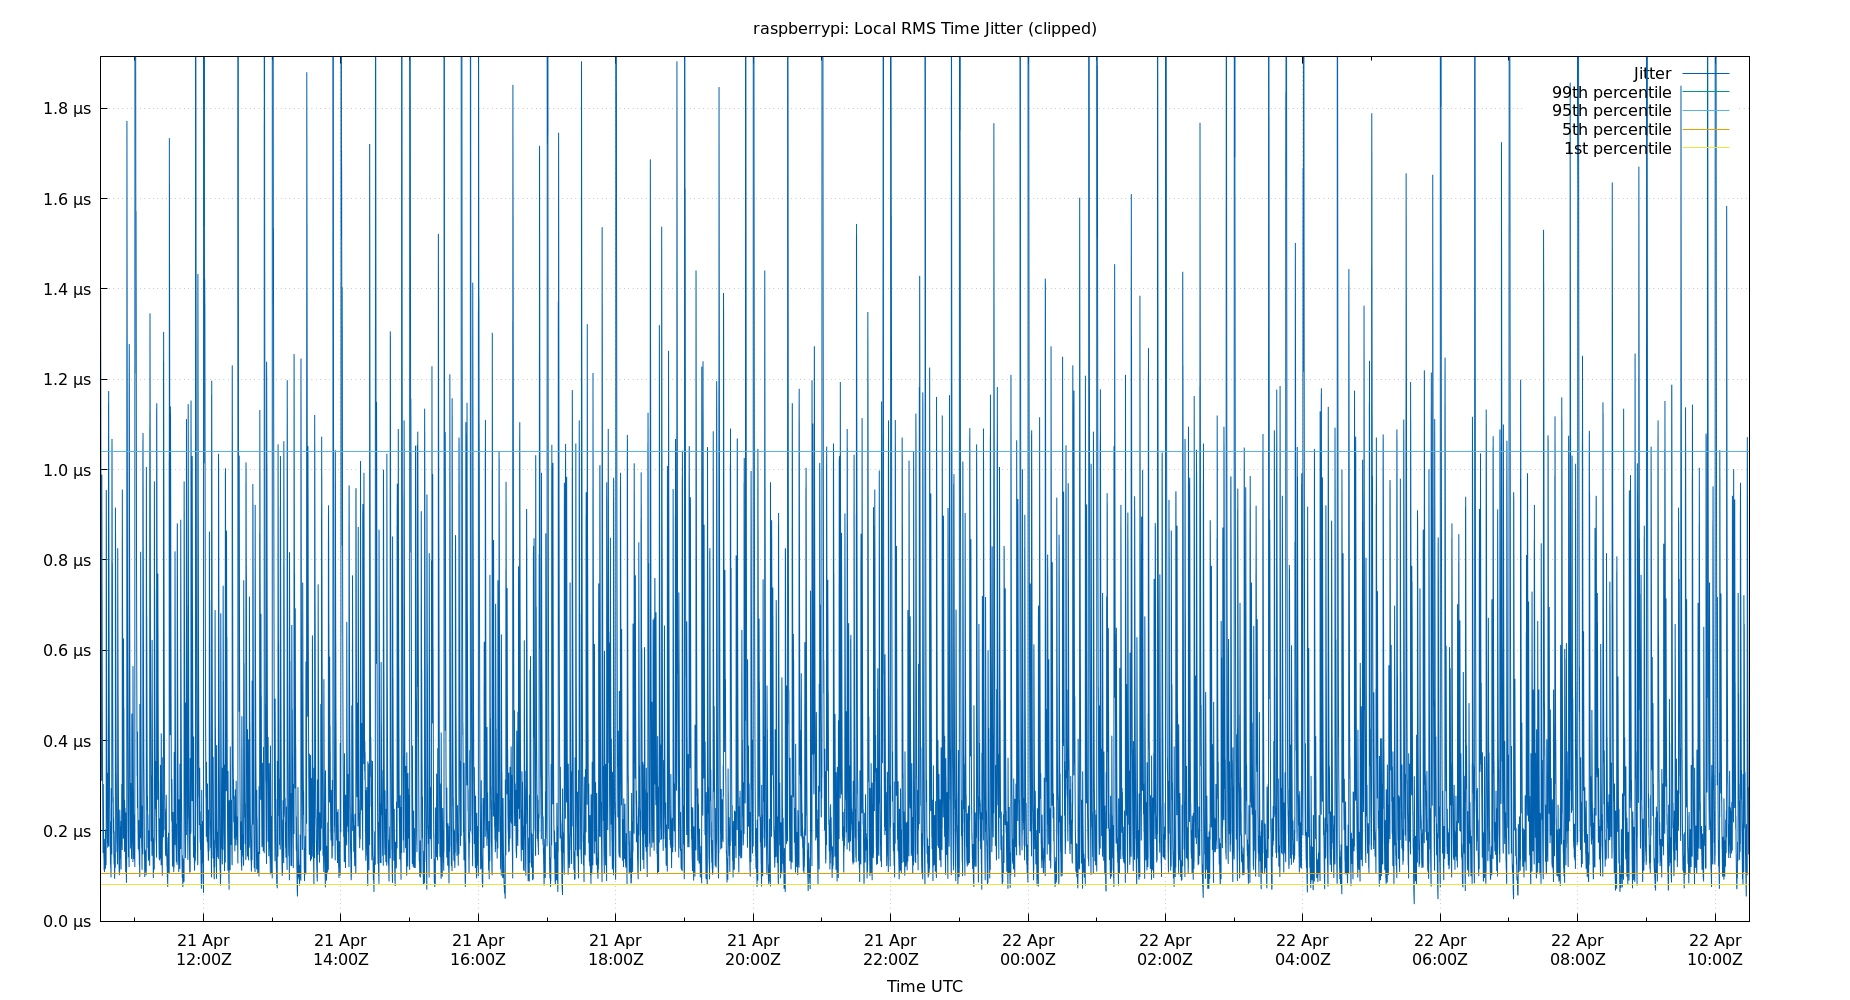 raspberrypi: Local RMS Time Jitter (clipped)
Jitter
99th percentile
95th percentile
5th percentile
1st percentile
1.8 μs
1.6 μs
1.4 μs
1.2 μs
1.0 μs
0.8 μs
0.6 μs
0.4 μs
0.2 μs
0.0 μs
21 Apr 21 Apr 21 Apr 21 Apr 21 Apr 21 Apr 22 Apr 22 Apr 22 Apr 22 Apr 22 Apr 22 Apr
12:00Z 14:00Z 16:00Z 18:00Z 20:00Z 22:00Z 00:00Z 02:00Z 04:00Z 06:00Z 08:00Z 10:00Z
Time UTC